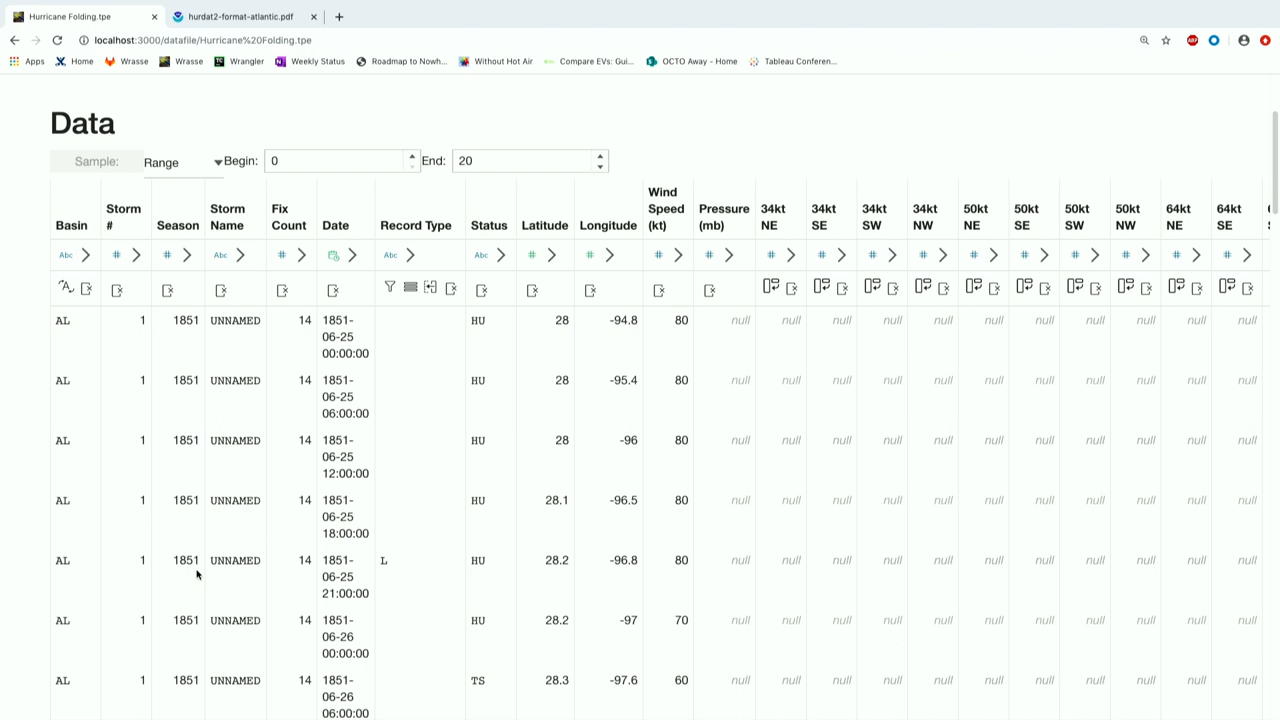 Hurricane Folding.tpe
hurdat2-format-atlantic.pdf
localhost:3000/datafile/Hurricane%20Folding.tpe
ABP
Apps Home Wrasse Wrasse Wrangler Weekly Status Roadmap to Nowh... Without Hot Air Compare EVs: Gui... OCTO Away - Home Tableau Conferen...
Data
Sample: Range Begin: 0 End: 20
Basin Storm # Season Storm Name Fix Count Date Record Type Status Latitude Longitude Wind Speed (kt) Pressure (mb) 34kt NE 34kt SE 34kt SW 34kt NW 50kt NE 50kt SE 50kt SW 50kt NW 64kt NE 64kt SE
Abc # # Abc # Abc Abc # # # # # # # # # # # # # #
AL 1 1851 UNNAMED 14 1851-06-25 00:00:00 HU 28 -94.8 80 null null null null null null null null null null null
AL 1 1851 UNNAMED 14 1851-06-25 06:00:00 HU 28 -95.4 80 null null null null null null null null null null null
AL 1 1851 UNNAMED 14 1851-06-25 12:00:00 HU 28 -96 80 null null null null null null null null null null null
AL 1 1851 UNNAMED 14 1851-06-25 18:00:00 HU 28.1 -96.5 80 null null null null null null null null null null null
AL 1 1851 UNNAMED 14 1851-06-25 21:00:00 L HU 28.2 -96.8 80 null null null null null null null null null null null
AL 1 1851 UNNAMED 14 1851-06-26 00:00:00 HU 28.2 -97 70 null null null null null null null null null null null
AL 1 1851 UNNAMED 14 1851-06-26 06:00:00 TS 28.3 -97.6 60 null null null null null null null null null null null